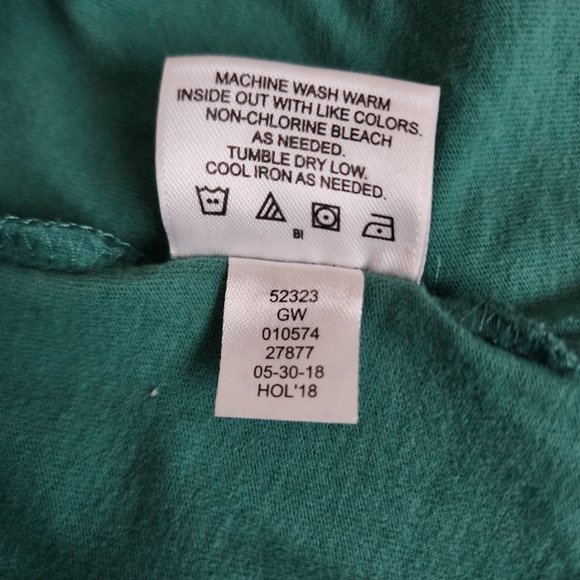 MACHINE WASH WARM
INSIDE OUT WITH LIKE COLORS.
NON-CHLORINE BLEACH
AS NEEDED.
TUMBLE DRY LOW.
COOL IRON AS NEEDED.
BI
52323
GW
010574
27877
05-30-18
HOL'18